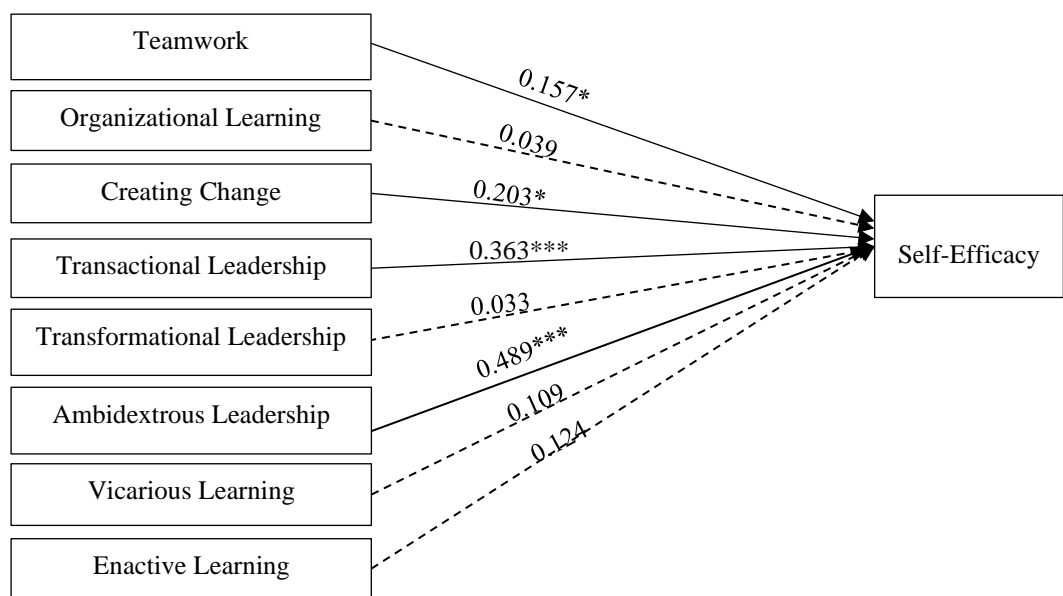 Teamwork
0.157*
Organizational Learning
0.039
Creating Change
0.203*
Transactional Leadership
0.363***
Self-Efficacy
Transformational Leadership
0.033
Ambidextrous Leadership
0.489***
Vicarious Learning
0.109
Enactive Learning
0.124